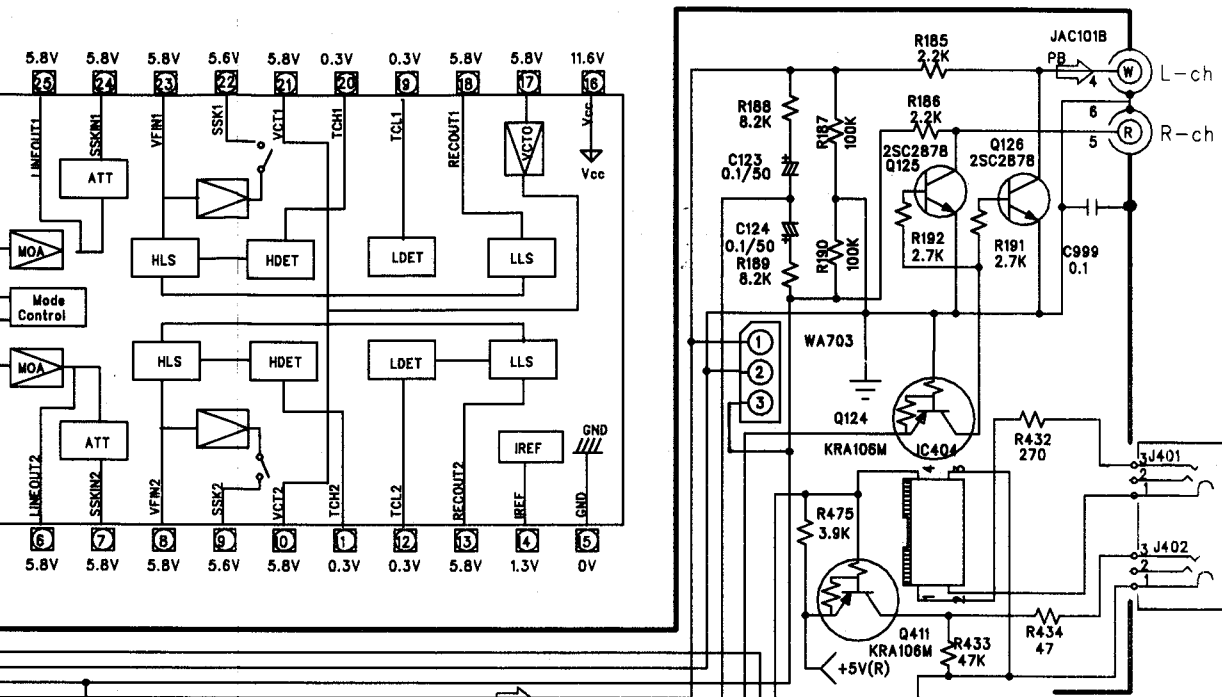 5.8V 5.8V 5.8V 5.6V 5.8V 0.3V 0.3V 5.8V 5.8V 11.6V
25 24 23 22 21 20 19 18 17 16
LINEOUT1 SSKIN1 VFIN1 SSK1 VCT1 TCH1 TCL1 RECOUT1 VCTO Vcc
Vcc
ATT
MOA
HLS HDET LDET LLS
Mode
Control
MOA
HLS HDET LDET LLS
ATT
IREF
GND
LINEOUT2 SSKIN2 VFIN2 SSK2 VCT2 TCH2 TCL2 RECOUT2 IREF GND
6 7 8 9 10 11 12 13 14 15
5.8V 5.8V 5.8V 5.6V 5.8V 0.3V 0.3V 5.8V 1.3V 0V
JAC101B
R185
2.2K
PB
4
W
L-ch
R188
8.2K
R187
100K
R186
2.2K
6
5
R
R-ch
2SC2878
Q125
Q126
2SC2878
C123
0.1/50
C124
0.1/50
R189
8.2K
R190
100K
R192
2.7K
R191
2.7K
C999
0.1
WA703
1
2
3
Q124
KRA106M
IC404
4 3
R432
270
3 J401
2
1
R475
3.9K
1 2
3 J402
2
1
Q411
KRA106M
R433
47K
R434
47
+5V(R)